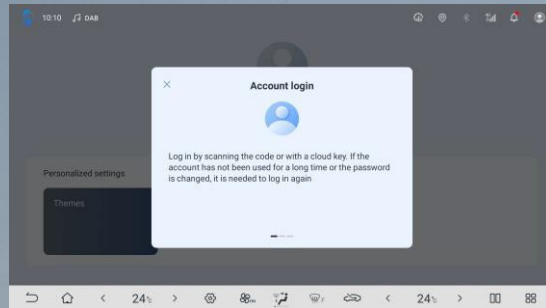 10:10 DAB
Account login
Log in by scanning the code or with a cloud key. If the
account has not been used for a long time or the password
is changed, it is needed to log in again
Personalized settings
Themes
24 24